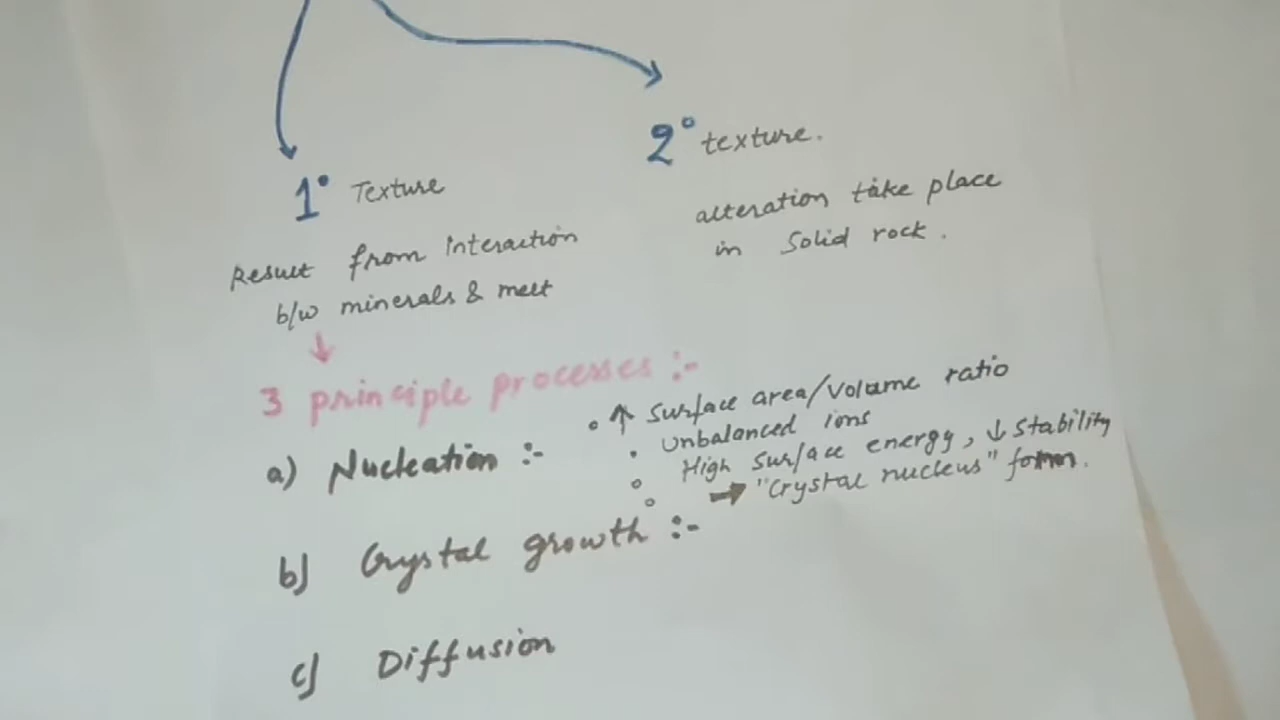 1° Texture
Result from interaction
b/w minerals & melt
2° texture.
alteration take place
in solid rock.
3 principle processes :-
a) Nucleation :-
↑ surface area/volume ratio
unbalanced ions
High surface energy, ↓ stability
→ "Crystal nucleus" form.
b) Crystal growth :-
c) Diffusion